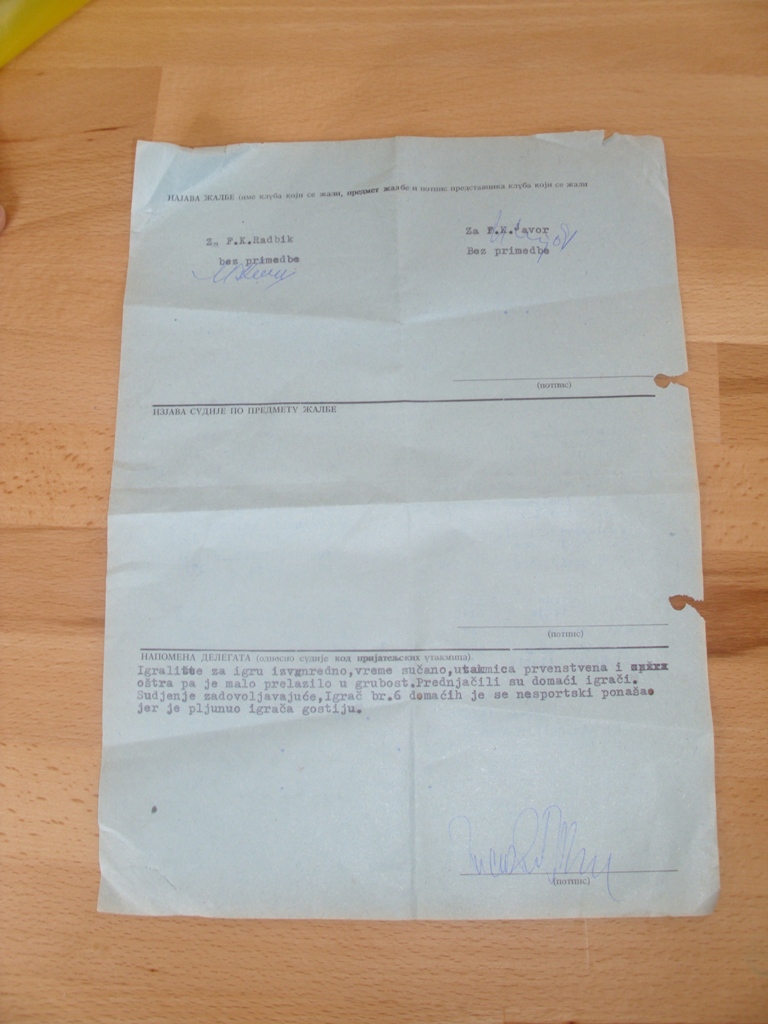 НАЈАВА ЖАЛБЕ (име клуба који се жали, предмет жалбе и потпис представника клуба који се жали
Za F.K.Radnik
Za F.K.Javor
bez primedbe
Bez primedbe
(потпис)
ИЗЈАВА СУДИЈЕ ПО ПРЕДМЕТУ ЖАЛБЕ
(потпис)
НАПОМЕНА ДЕЛЕГАТА (односно судије код пријатељских утакмица).
Igralište za igru izvanredno,vreme sučano,utakmica prvenstvena i
oštra pa je malo prelazilo u grubost.Prednjačili su domaći igrači.
Sudjenje zadovoljavajuće,Igrač br.6 domaćih je se nesportski ponašao
jer je pljunuo igrača gostiju.
(потпис)